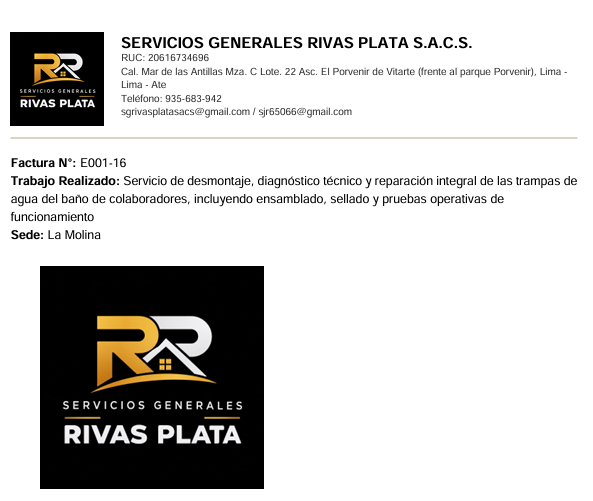 RR
SERVICIOS GENERALES
RIVAS PLATA
SERVICIOS GENERALES RIVAS PLATA S.A.C.S.
RUC: 20616734696
Cal. Mar de las Antillas Mza. C Lote. 22 Asc. El Porvenir de Vitarte (frente al parque Porvenir), Lima -
Lima - Ate
Teléfono: 935-683-942
sgrivasplatasacs@gmail.com / sjr65066@gmail.com
Factura N°: E001-16
Trabajo Realizado: Servicio de desmontaje, diagnóstico técnico y reparación integral de las trampas de
agua del baño de colaboradores, incluyendo ensamblado, sellado y pruebas operativas de
funcionamiento
Sede: La Molina
RR
SERVICIOS GENERALES
RIVAS PLATA